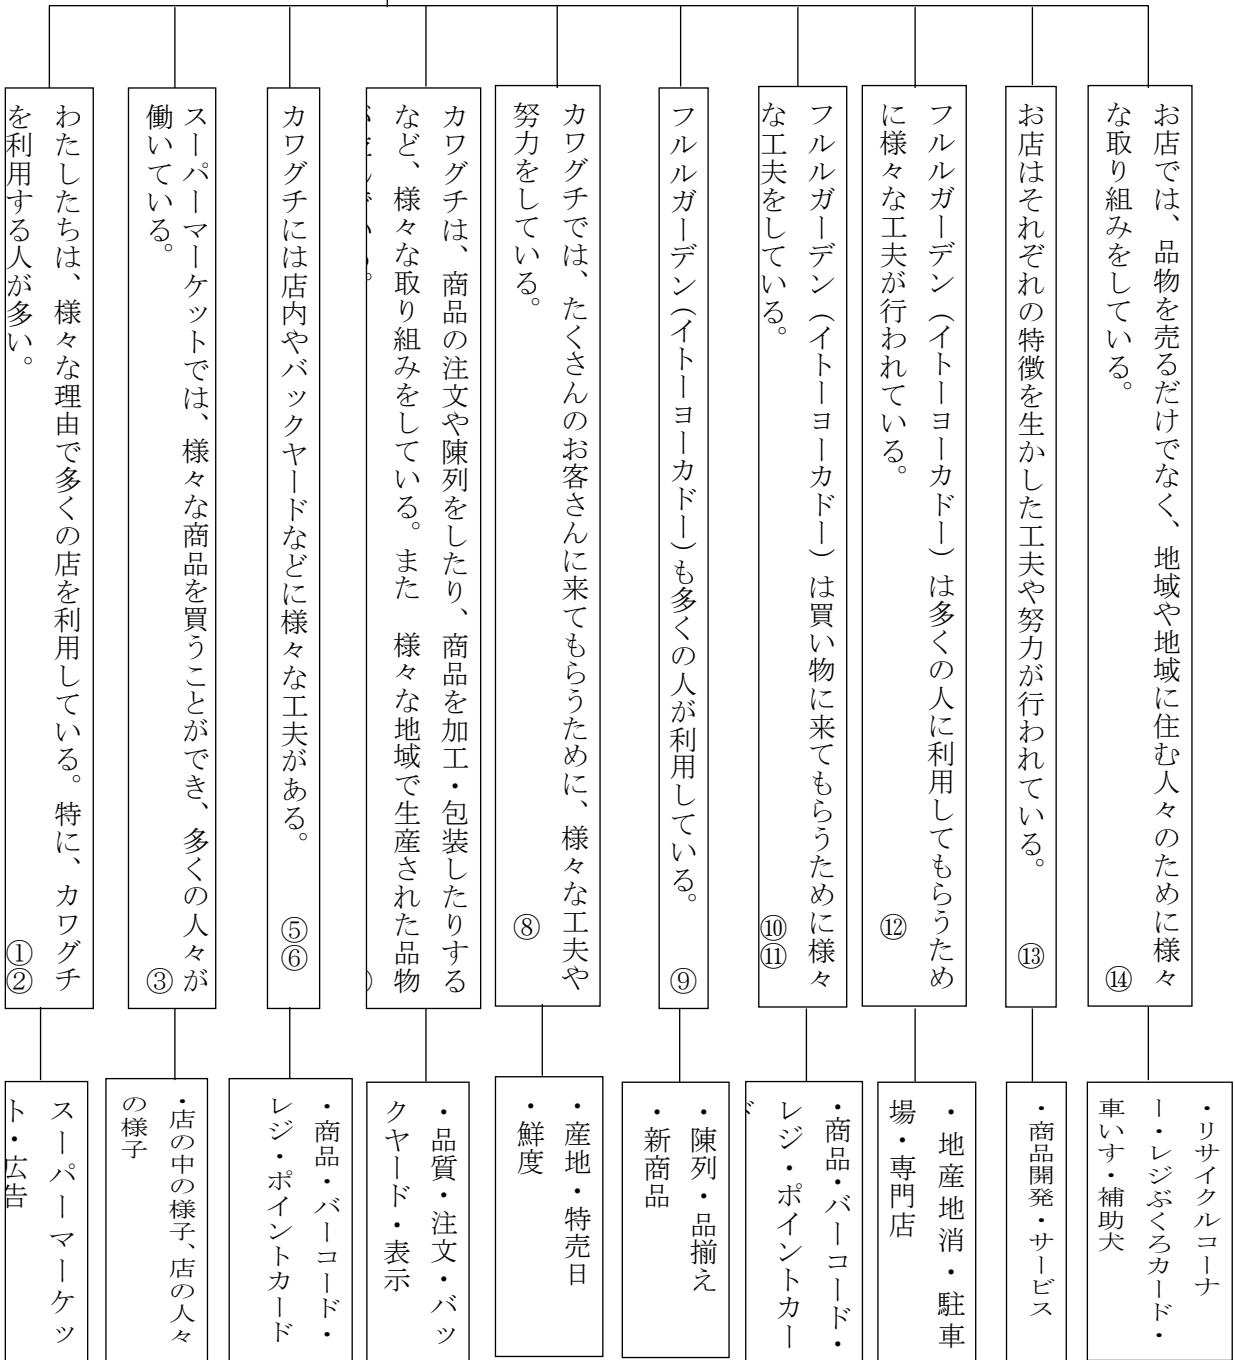 お店では、品物を売るだけでなく、地域や地域に住む人々のために様々
な取り組みをしている。 ⑭
お店はそれぞれの特徴を生かした工夫や努力が行われている。 ⑬
フルルガーデン（イトーヨーカドー）は多くの人に利用してもらうため
に様々な工夫が行われている。 ⑫
フルルガーデン（イトーヨーカドー）は買い物に来てもらうために様々
な工夫をしている。 ⑩⑪
フルルガーデン（イトーヨーカドー）も多くの人が利用している。 ⑨
カワグチでは、たくさんのお客さんに来てもらうために、様々な工夫や
努力をしている。 ⑧
カワグチは、商品の注文や陳列をしたり、商品を加工・包装したりする
など、様々な取り組みをしている。また 様々な地域で生産された品物
カワグチには店内やバックヤードなどに様々な工夫がある。 ⑤⑥
スーパーマーケットでは、様々な商品を買うことができ、多くの人々が
働いている。 ③
わたしたちは、様々な理由で多くの店を利用している。特に、カワグチ
を利用する人が多い。 ①②
・リサイクルコーナ
ー・レジぶくろカード・
車いす・補助犬
・商品開発・サービス
・地産地消・駐車
場・専門店
・商品・バーコード・
レジ・ポイントカー
ド
・陳列・品揃え
・新商品
・産地・特売日
・鮮度
・品質・注文・バッ
クヤード・表示
・商品・バーコード・
レジ・ポイントカード
・店の中の様子、店の人々
の様子
スーパーマーケッ
ト・広告